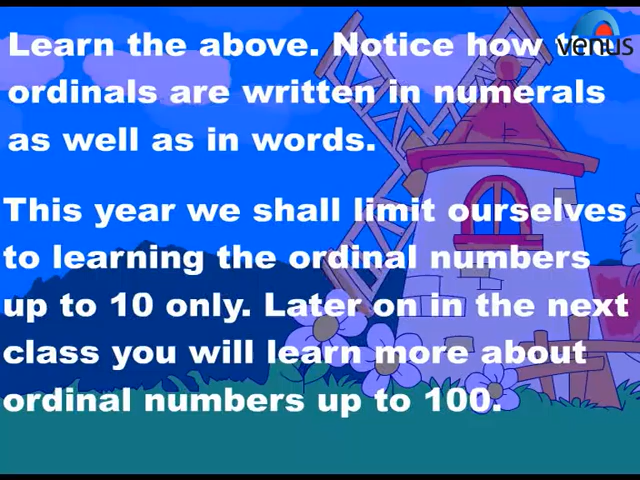 Learn the above. Notice how the
ordinals are written in numerals
as well as in words.
This year we shall limit ourselves
to learning the ordinal numbers
up to 10 only. Later on in the next
class you will learn more about
ordinal numbers up to 100.
venus